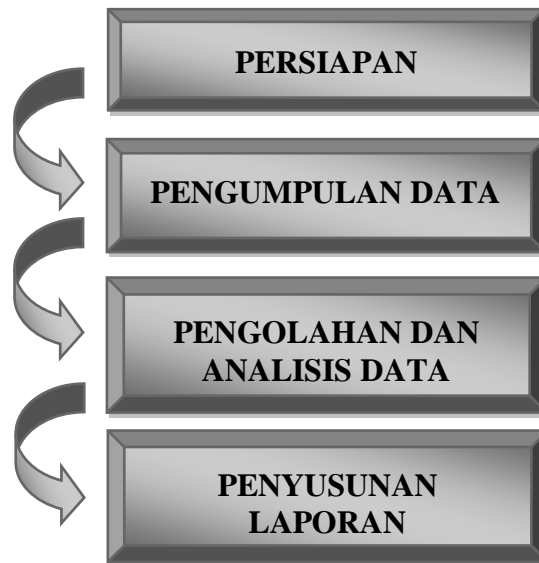 PERSIAPAN
PENGUMPULAN DATA
PENGOLAHAN DAN
ANALISIS DATA
PENYUSUNAN
LAPORAN